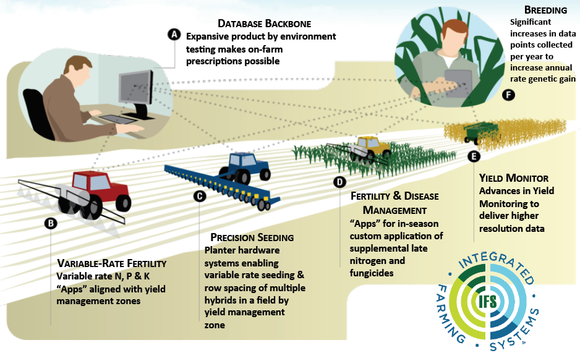 A
DATABASE BACKBONE
Expansive product by environment
testing makes on-farm
prescriptions possible
BREEDING
Significant
increases in data
points collected
per year to
increase annual
rate genetic gain
F
B
VARIABLE-RATE FERTILITY
Variable rate N, P & K
“Apps” aligned with yield
management zones
C
PRECISION SEEDING
Planter hardware
systems enabling
variable rate seeding &
row spacing of multiple
hybrids in a field by
yield management
zone
D
FERTILITY & DISEASE
MANAGEMENT
“Apps” for in-season
custom application of
supplemental late
nitrogen and
fungicides
E
YIELD MONITOR
Advances in Yield
Monitoring to
deliver higher
resolution data
INTEGRATED
FARMING
SYSTEMS
IFS